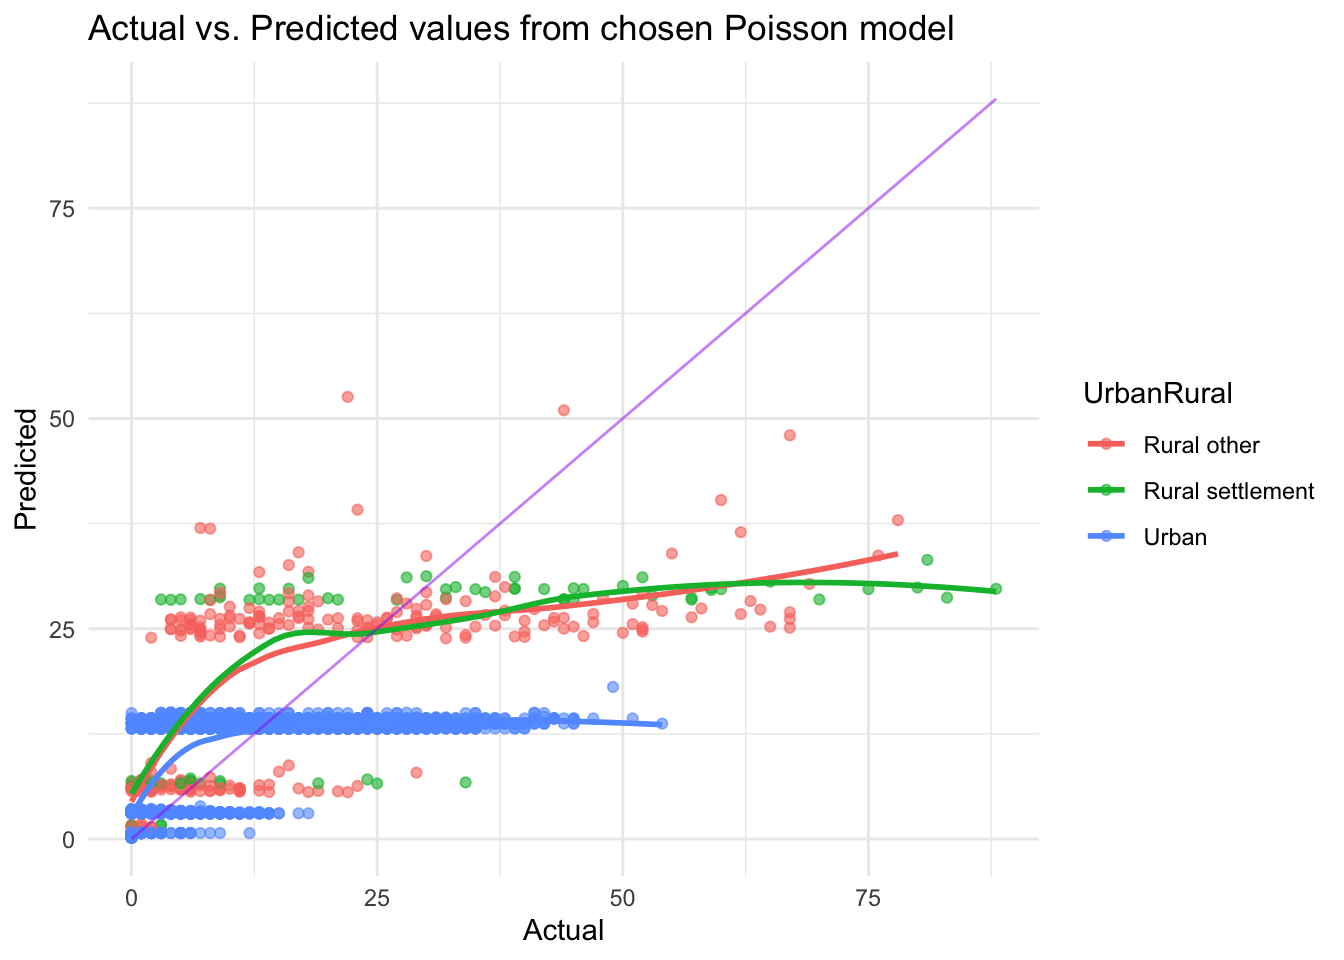 Actual vs. Predicted values from chosen Poisson model
75
50
25
0
Predicted
0
25
50
75
Actual
UrbanRural
Rural other
Rural settlement
Urban